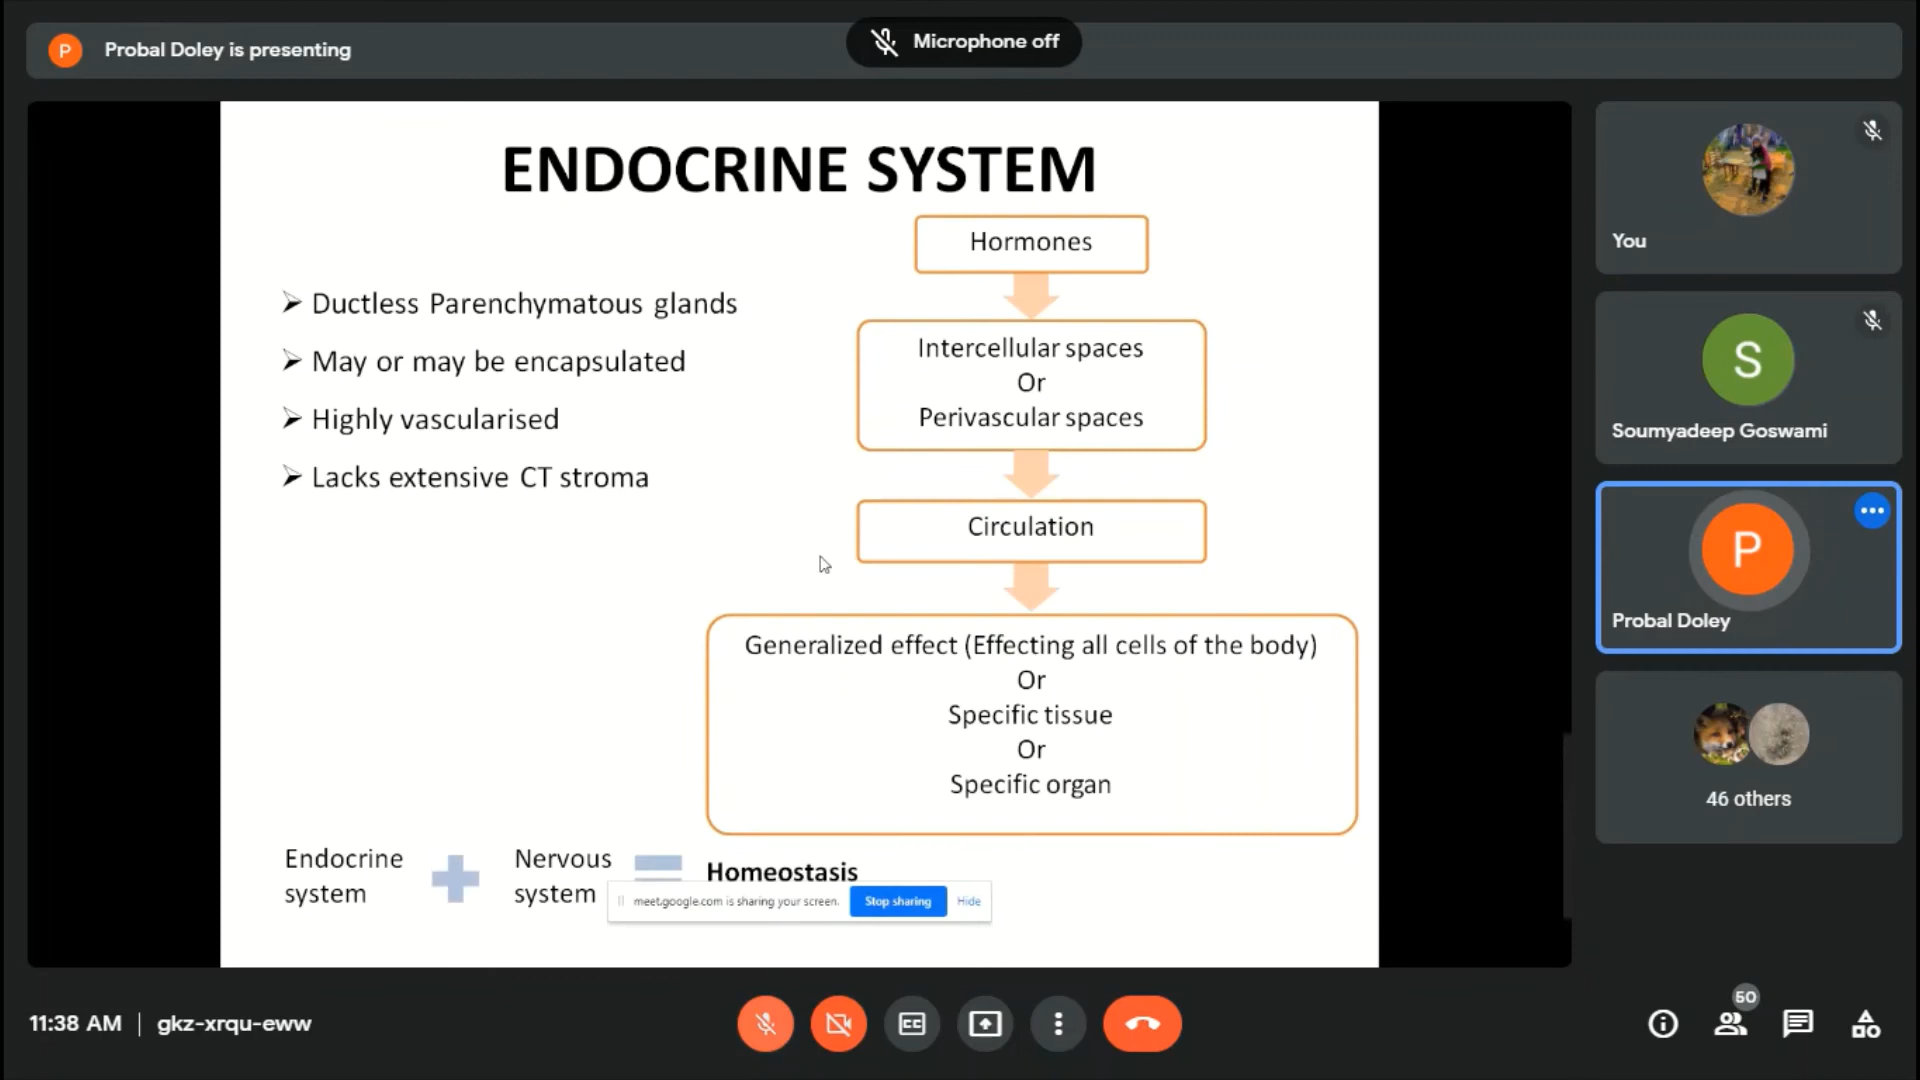 P
Probal Doley is presenting
Microphone off
ENDOCRINE SYSTEM
Ductless Parenchymatous glands
May or may be encapsulated
Highly vascularised
Lacks extensive CT stroma
Hormones
Intercellular spaces
Or
Perivascular spaces
Circulation
Generalized effect (Effecting all cells of the body)
Or
Specific tissue
Or
Specific organ
Endocrine
system
Nervous
system
Homeostasis
meet.google.com is sharing your screen.
Stop sharing
Hide
You
S
Soumyadeep Goswami
P
Probal Doley
46 others
11:38 AM | gkz-xrqu-eww
CC
50